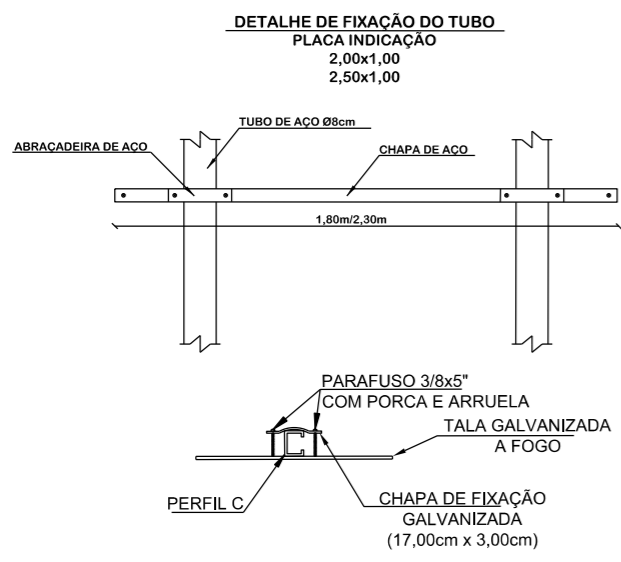 DETALHE DE FIXAÇÃO DO TUBO
PLACA INDICAÇÃO
2,00x1,00
2,50x1,00
TUBO DE AÇO Ø8cm
ABRAÇADEIRA DE AÇO
CHAPA DE AÇO
1,80m/2,30m
PARAFUSO 3/8x5"
COM PORCA E ARRUELA
TALA GALVANIZADA
A FOGO
PERFIL C
CHAPA DE FIXAÇÃO
GALVANIZADA
(17,00cm x 3,00cm)